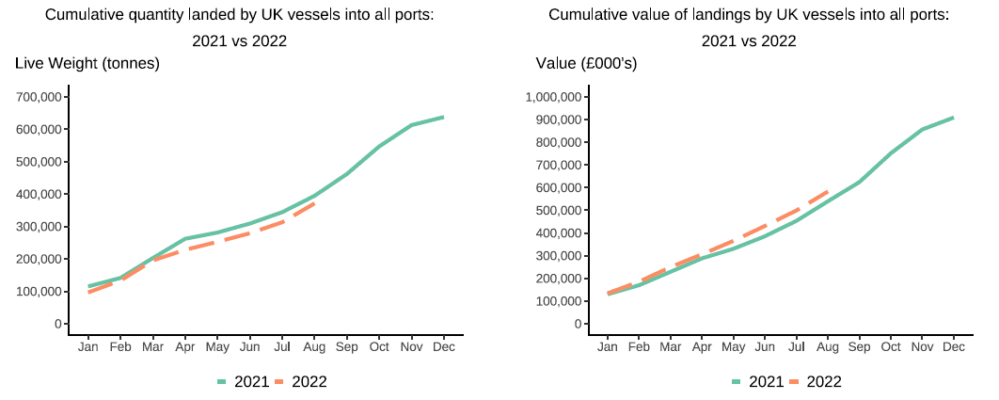 Cumulative quantity landed by UK vessels into all ports:
2021 vs 2022
Live Weight (tonnes)
700,000
600,000
500,000
400,000
300,000
200,000
100,000
0
Jan Feb Mar Apr May Jun Jul Aug Sep Oct Nov Dec
2021 2022
Cumulative value of landings by UK vessels into all ports:
2021 vs 2022
Value (£000's)
1,000,000
900,000
800,000
700,000
600,000
500,000
400,000
300,000
200,000
100,000
0
Jan Feb Mar Apr May Jun Jul Aug Sep Oct Nov Dec
2021 2022